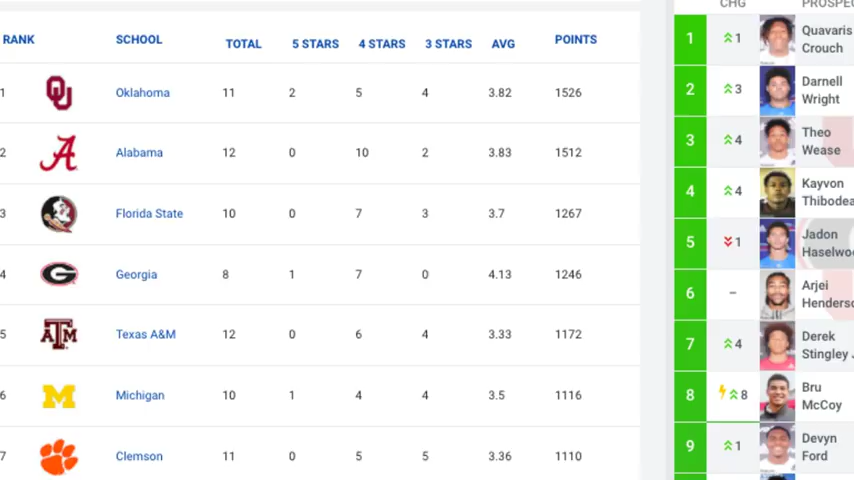 RANK SCHOOL TOTAL 5 STARS 4 STARS 3 STARS AVG POINTS
1 Oklahoma 11 2 5 4 3.82 1526
2 Alabama 12 0 10 2 3.83 1512
3 Florida State 10 0 7 3 3.7 1267
4 Georgia 8 1 7 0 4.13 1246
5 Texas A&M 12 0 6 4 3.33 1172
6 Michigan 10 1 4 4 3.5 1116
7 Clemson 11 0 5 5 3.36 1110
CHG PROSPEC
1 1 Quavaris
Crouch
2 3 Darnell
Wright
3 4 Theo
Wease
4 4 Kayvon
Thibodea
5 1 Jadon
Haselwo
6 – Arjei
Henderso
7 4 Derek
Stingley
8 8 Bru
McCoy
9 1 Devyn
Ford